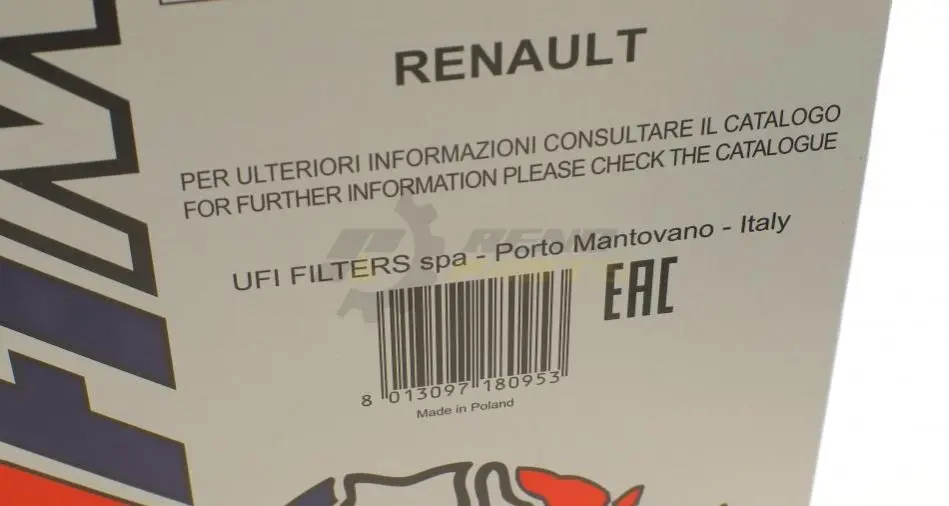 RENAULT
PER ULTERIORI INFORMAZIONI CONSULTARE IL CATALOGO
FOR FURTHER INFORMATION PLEASE CHECK THE CATALOGUE
UFI FILTERS spa - Porto Mantovano - Italy
EAC
8 013097 180953
Made in Poland